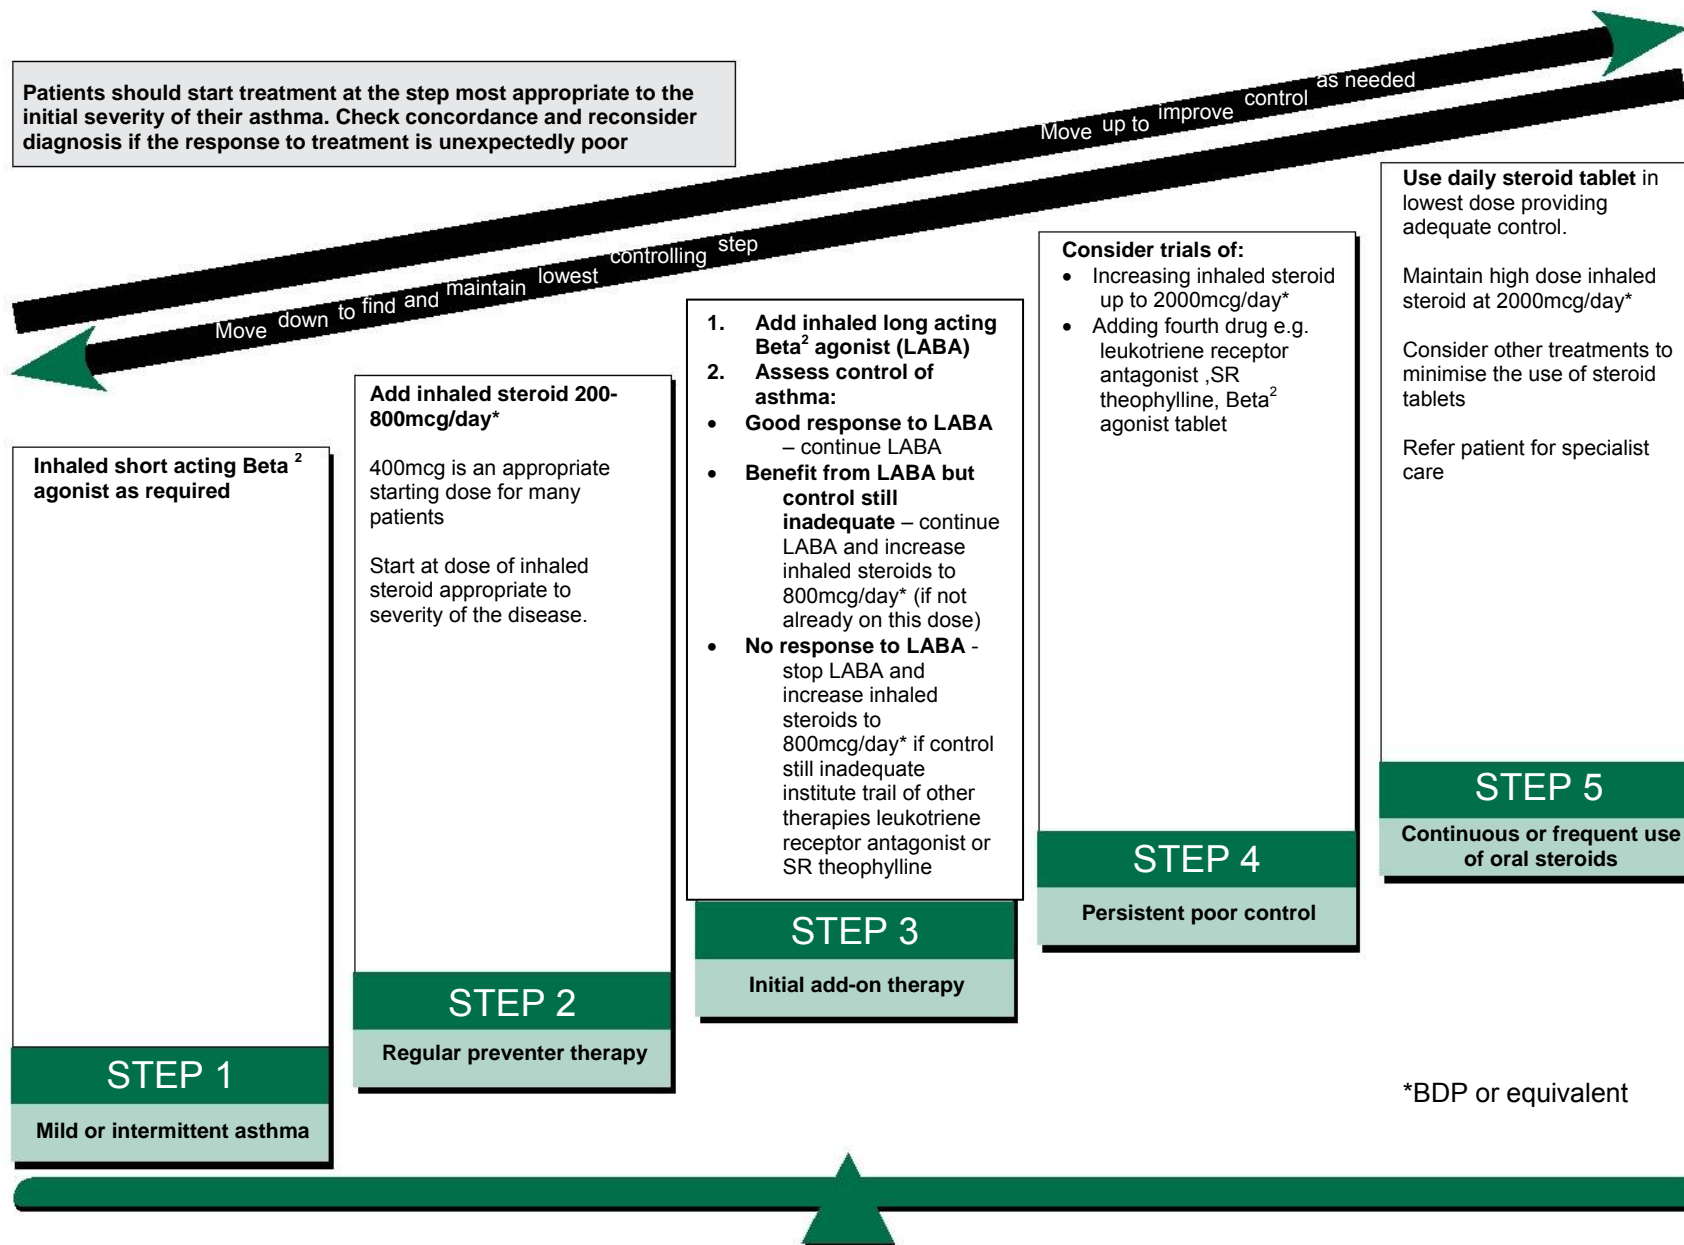 Patients should start treatment at the step most appropriate to the
initial severity of their asthma. Check concordance and reconsider
diagnosis if the response to treatment is unexpectedly poor
Move up to improve control as needed
Move down to find and maintain lowest controlling step
Inhaled short acting Beta ²
agonist as required
STEP 1
Mild or intermittent asthma
Add inhaled steroid 200-
800mcg/day*
400mcg is an appropriate
starting dose for many
patients
Start at dose of inhaled
steroid appropriate to
severity of the disease.
STEP 2
Regular preventer therapy
1. Add inhaled long acting
Beta² agonist (LABA)
2. Assess control of
asthma:
• Good response to LABA
– continue LABA
• Benefit from LABA but
control still
inadequate – continue
LABA and increase
inhaled steroids to
800mcg/day* (if not
already on this dose)
• No response to LABA -
stop LABA and
increase inhaled
steroids to
800mcg/day* if control
still inadequate
institute trail of other
therapies leukotriene
receptor antagonist or
SR theophylline
STEP 3
Initial add-on therapy
Consider trials of:
• Increasing inhaled steroid
up to 2000mcg/day*
• Adding fourth drug e.g.
leukotriene receptor
antagonist ,SR
theophylline, Beta²
agonist tablet
STEP 4
Persistent poor control
Use daily steroid tablet in
lowest dose providing
adequate control.
Maintain high dose inhaled
steroid at 2000mcg/day*
Consider other treatments to
minimise the use of steroid
tablets
Refer patient for specialist
care
STEP 5
Continuous or frequent use
of oral steroids
*BDP or equivalent